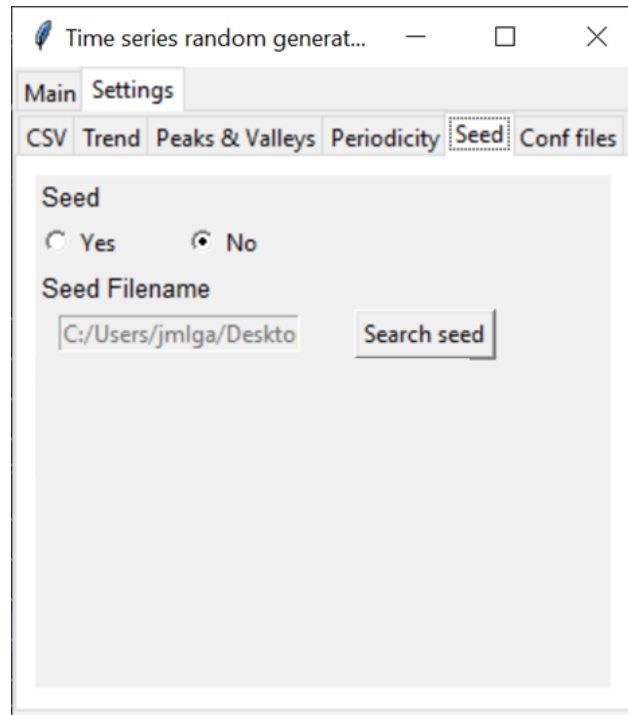 Time series random generat...
Main Settings
CSV Trend Peaks & Valleys Periodicity Seed Conf files
Seed
Yes No
Seed Filename
C:/Users/jmlga/Deskto Search seed